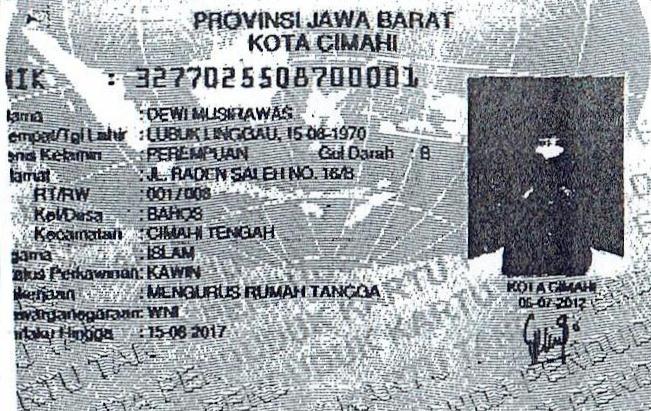 PROVINSI JAWA BARAT
KOTA CIMAHI
NIK : 3277025508700001
Nama : DEWI MUSIRAWAS
Tempat/Tgl Lahir : LUBUK LINGGAU, 15-08-1970
Jenis Kelamin : PEREMPUAN Gol Darah : B
Alamat : JL. RADEN SALEH NO. 16/B
RT/RW : 001/008
Kel/Desa : BAROS
Kecamatan : CIMAHI TENGAH
Agama : ISLAM
Status Perkawinan: KAWIN
Pekerjaan : MENGURUS RUMAH TANGGA
Kewarganegaraan: WNI
Berlaku Hingga : 15-08-2017
KOTA CIMAHI
06-07-2012